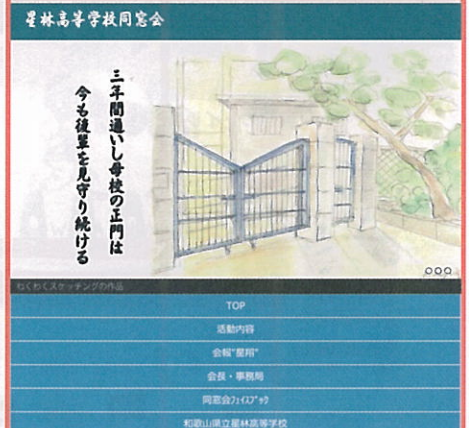 星林高等学校同窓会
三年間通いし母校の正門は
今も後輩を見守り続ける
わくわくスケッチングの作品
TOP
活動内容
会報"星翔"
会長・事務局
同窓会ﾌｪｲｽﾌﾞｯｸ
和歌山県立星林高等学校